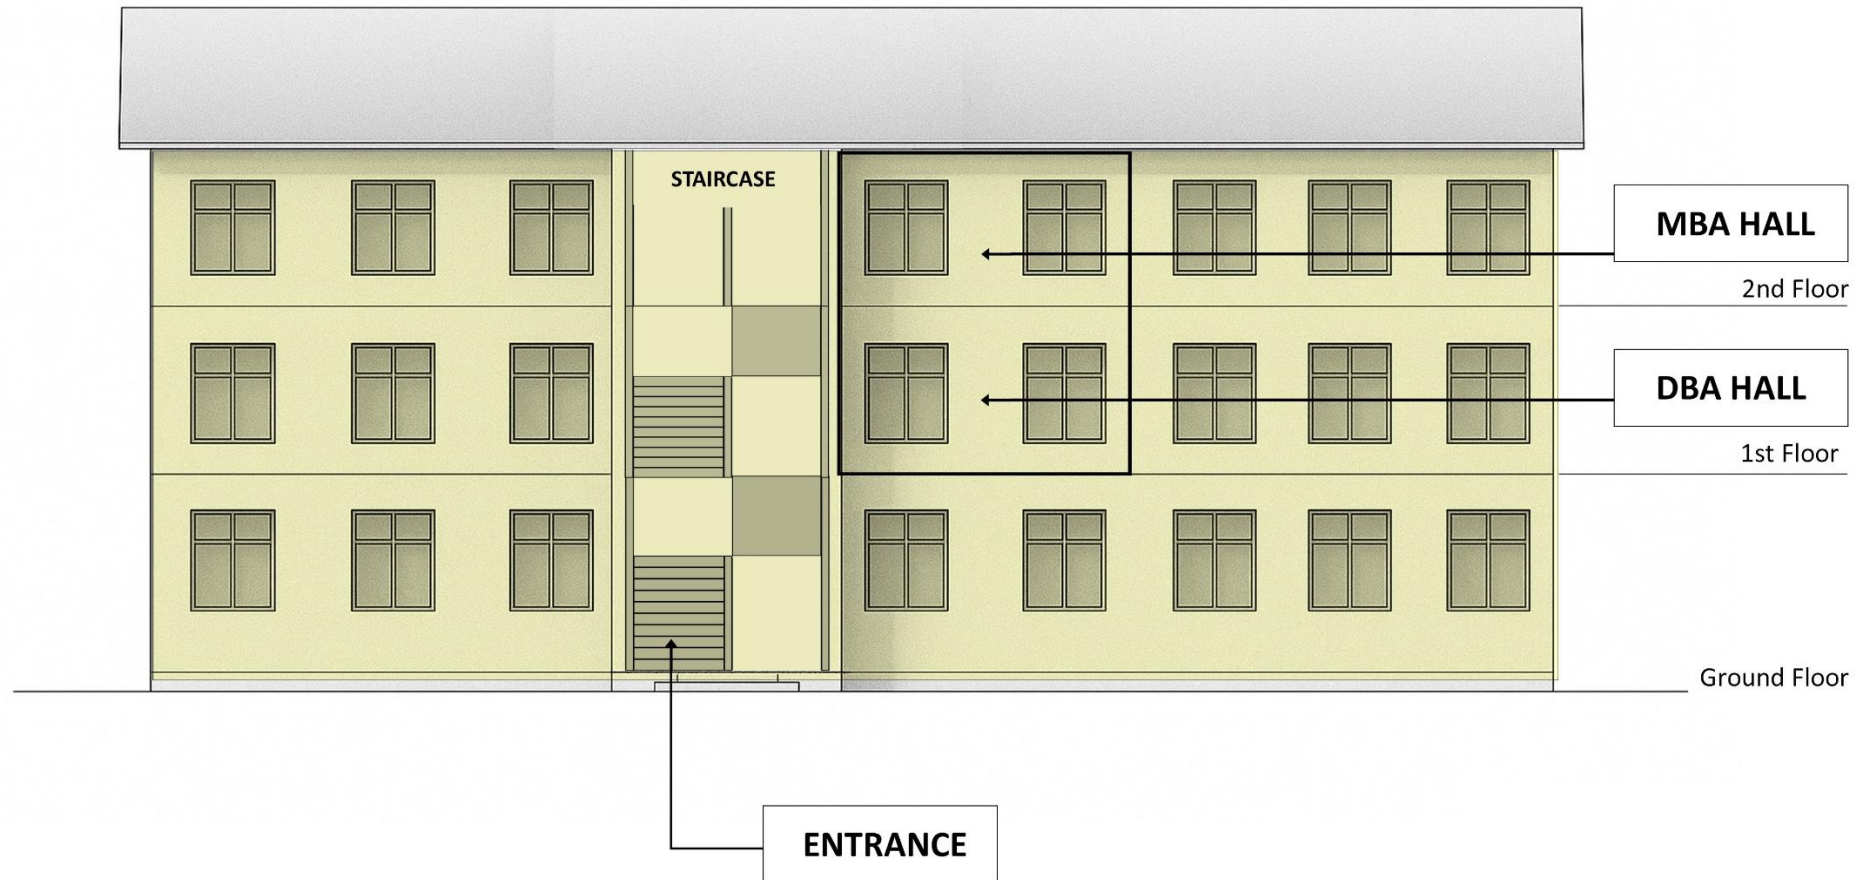 STAIRCASE
MBA HALL
2nd Floor
DBA HALL
1st Floor
Ground Floor
ENTRANCE